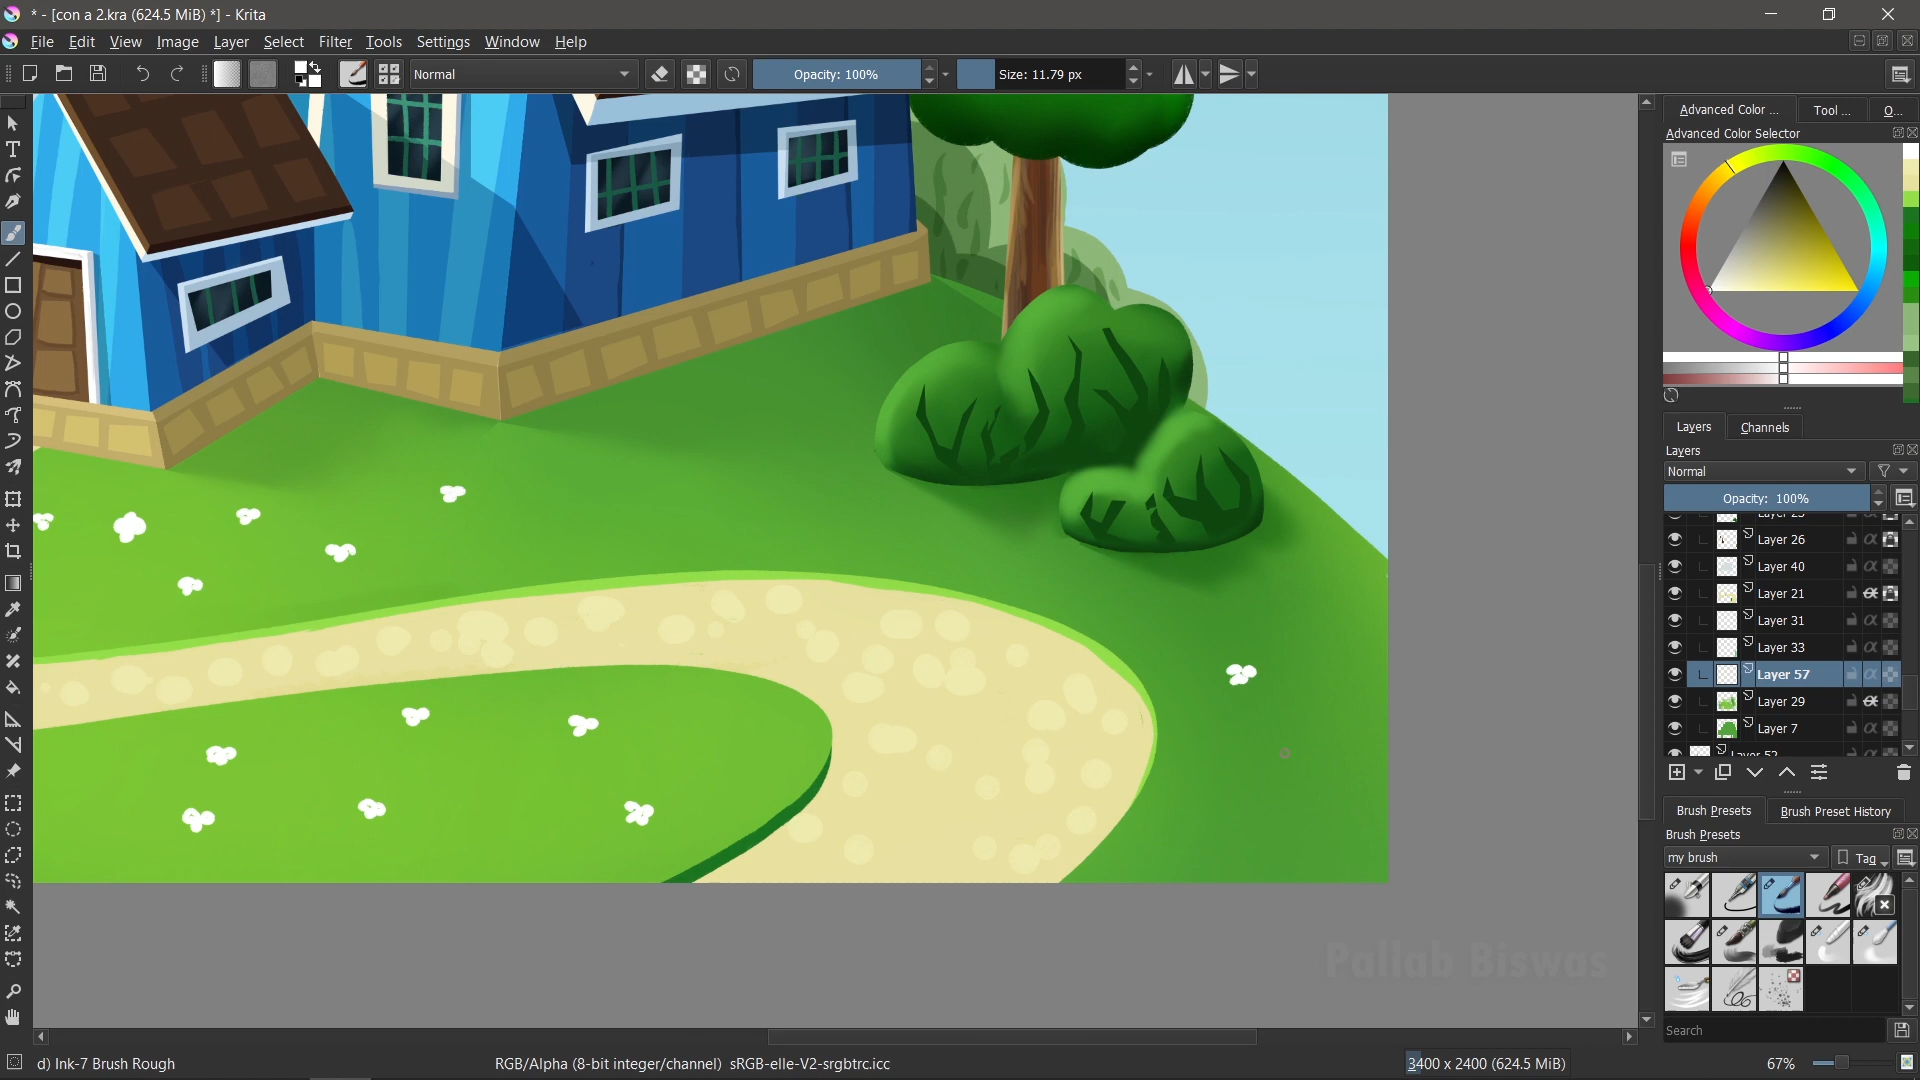 * - [con a 2.kra (624.5 MiB) *] - Krita
File Edit View Image Layer Select Filter Tools Settings Window Help
Normal Opacity: 100% Size: 11.79 px
Advanced Color ... Tool ... O...
Advanced Color Selector
Layers Channels
Layers
Normal
Opacity: 100%
Layer 25
Layer 26
Layer 40
Layer 21
Layer 31
Layer 33
Layer 57
Layer 29
Layer 7
Layer 52
Brush Presets Brush Preset History
Brush Presets
my brush Tag
Pallab Biswas
Search
d) Ink-7 Brush Rough RGB/Alpha (8-bit integer/channel) sRGB-elle-V2-srgbtrc.icc 3400 x 2400 (624.5 MiB) 67%